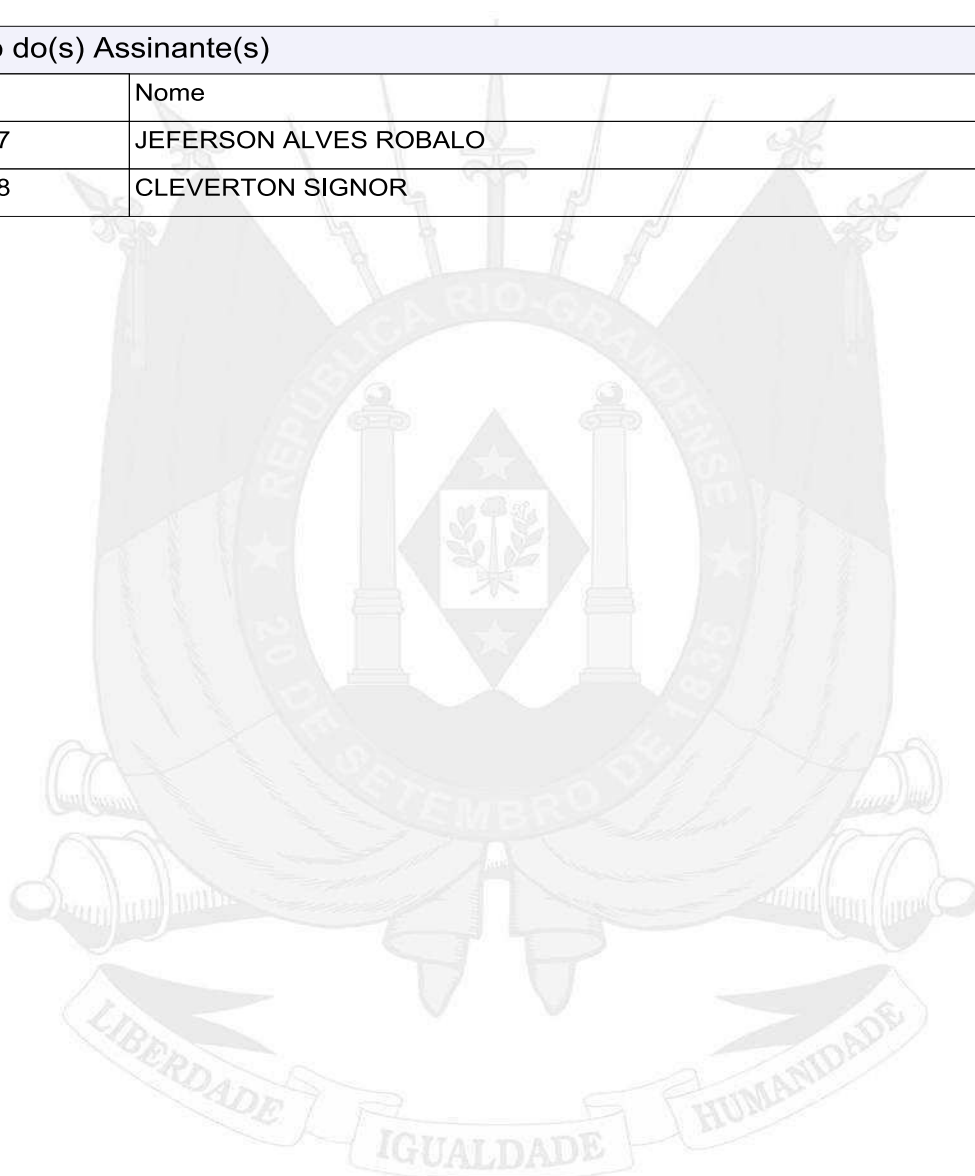 o do(s) Assinante(s)
Nome
7 JEFERSON ALVES ROBALO
8 CLEVERTON SIGNOR
REPÚBLICA RIO-GRANDENSE
20 DE SETEMBRO DE 1835
LIBERDADE IGUALDADE HUMANIDADE